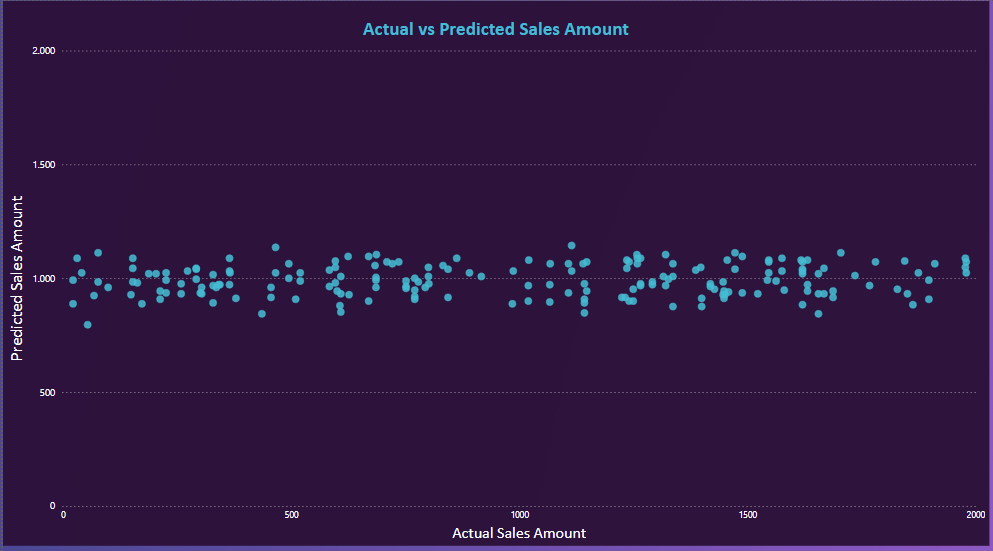 Actual vs Predicted Sales Amount
2.000
1.500
1.000
500
0
Predicted Sales Amount
0 500 1000 1500 2000
Actual Sales Amount